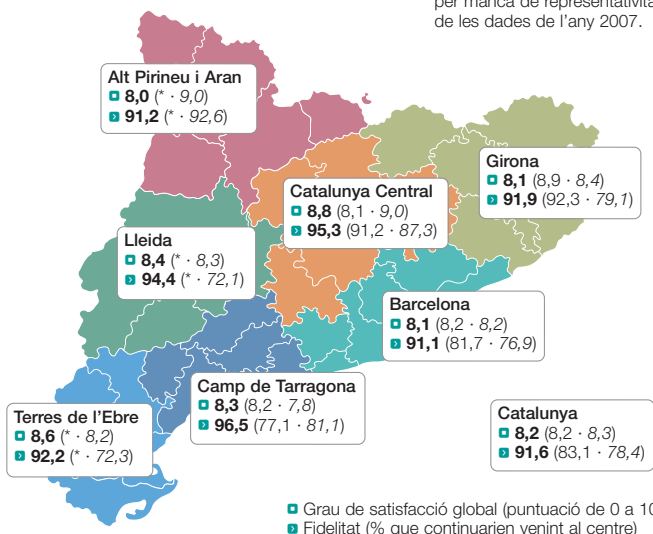 per manca de representativita
de les dades de l'any 2007.
Alt Pirineu i Aran
8,0 (* · 9,0)
91,2 (* · 92,6)
Girona
8,1 (8,9 · 8,4)
91,9 (92,3 · 79,1)
Catalunya Central
8,8 (8,1 · 9,0)
95,3 (91,2 · 87,3)
Lleida
8,4 (* · 8,3)
94,4 (* · 72,1)
Barcelona
8,1 (8,2 · 8,2)
91,1 (81,7 · 76,9)
Camp de Tarragona
8,3 (8,2 · 7,8)
96,5 (77,1 · 81,1)
Terres de l'Ebre
8,6 (* · 8,2)
92,2 (* · 72,3)
Catalunya
8,2 (8,2 · 8,3)
91,6 (83,1 · 78,4)
Grau de satisfacció global (puntuació de 0 a 10
Fidelitat (% que continuarien venint al centre)